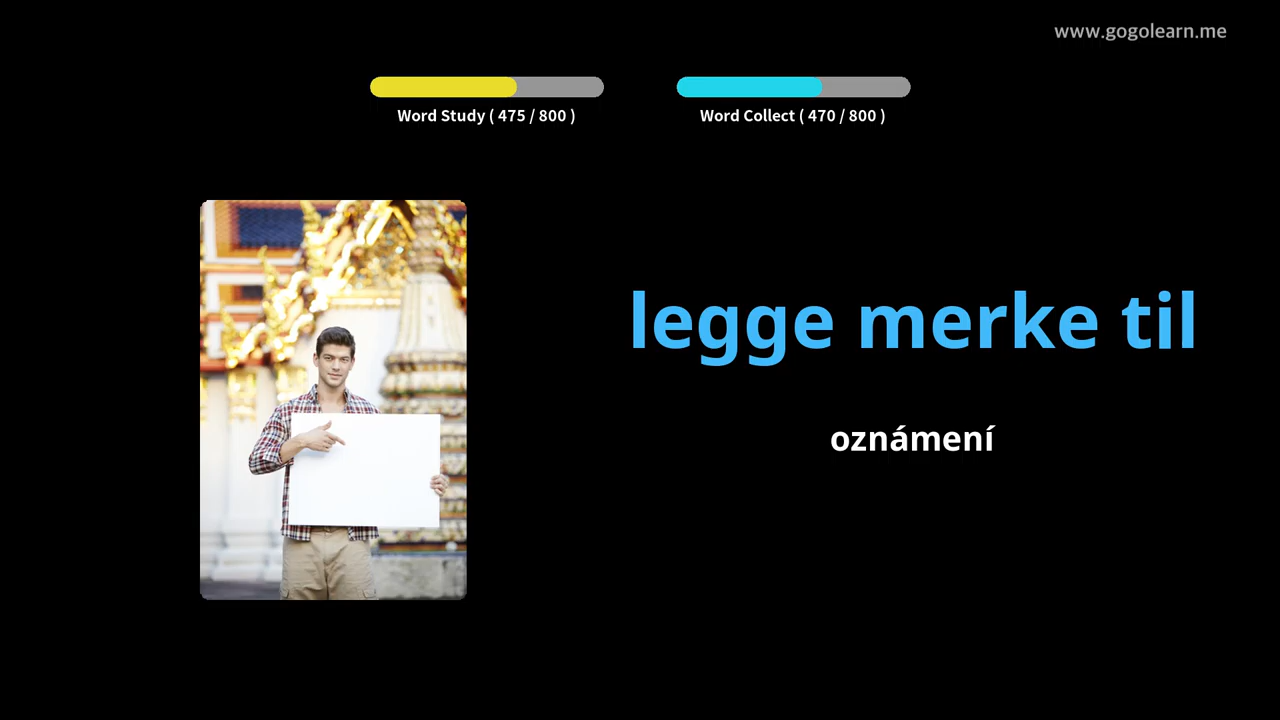 www.gogolearn.me
Word Study ( 475 / 800 )
Word Collect ( 470 / 800 )
legge merke til
oznámení